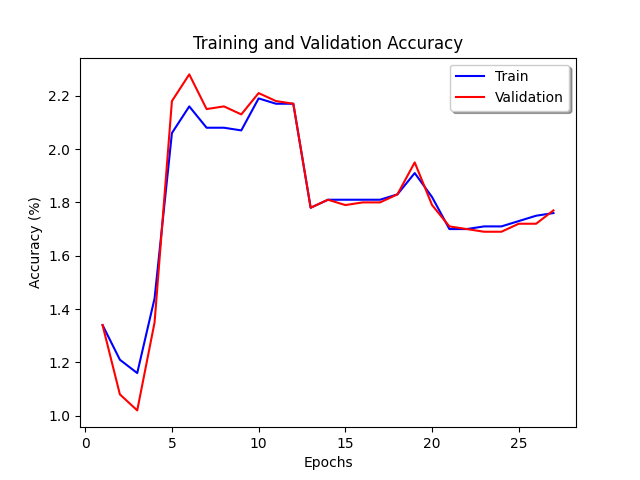 Training and Validation Accuracy
Train
Validation
Accuracy (%)
2.2
2.0
1.8
1.6
1.4
1.2
1.0
0
5
10
15
20
25
Epochs